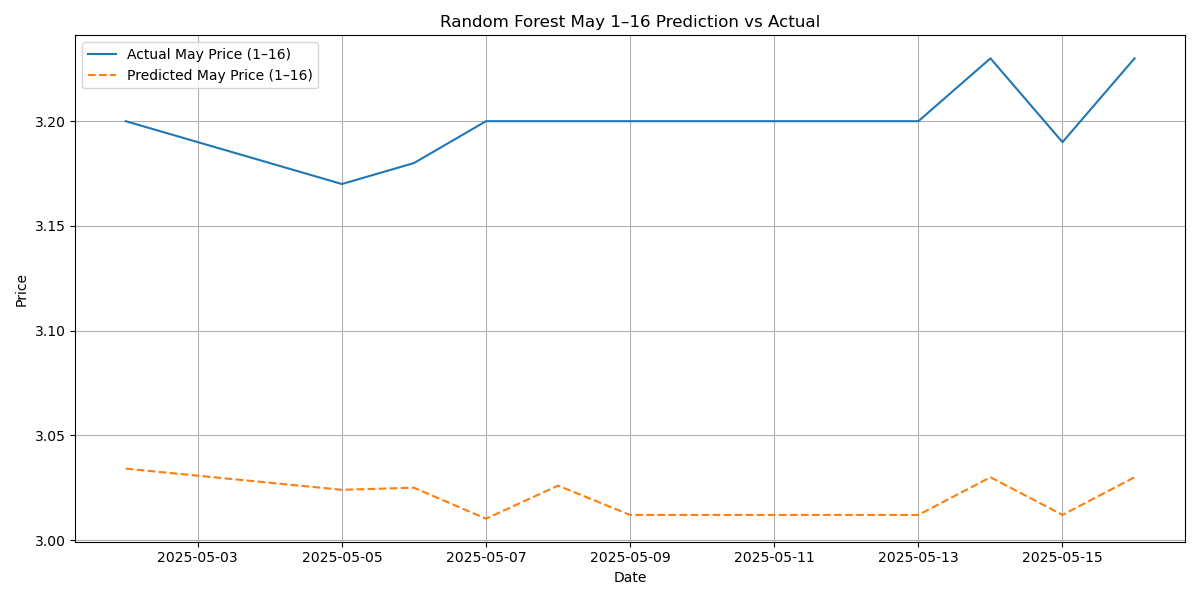 Random Forest May 1–16 Prediction vs Actual
Actual May Price (1–16)
Predicted May Price (1–16)
Price
3.20
3.15
3.10
3.05
3.00
2025-05-03
2025-05-05
2025-05-07
2025-05-09
2025-05-11
2025-05-13
2025-05-15
Date